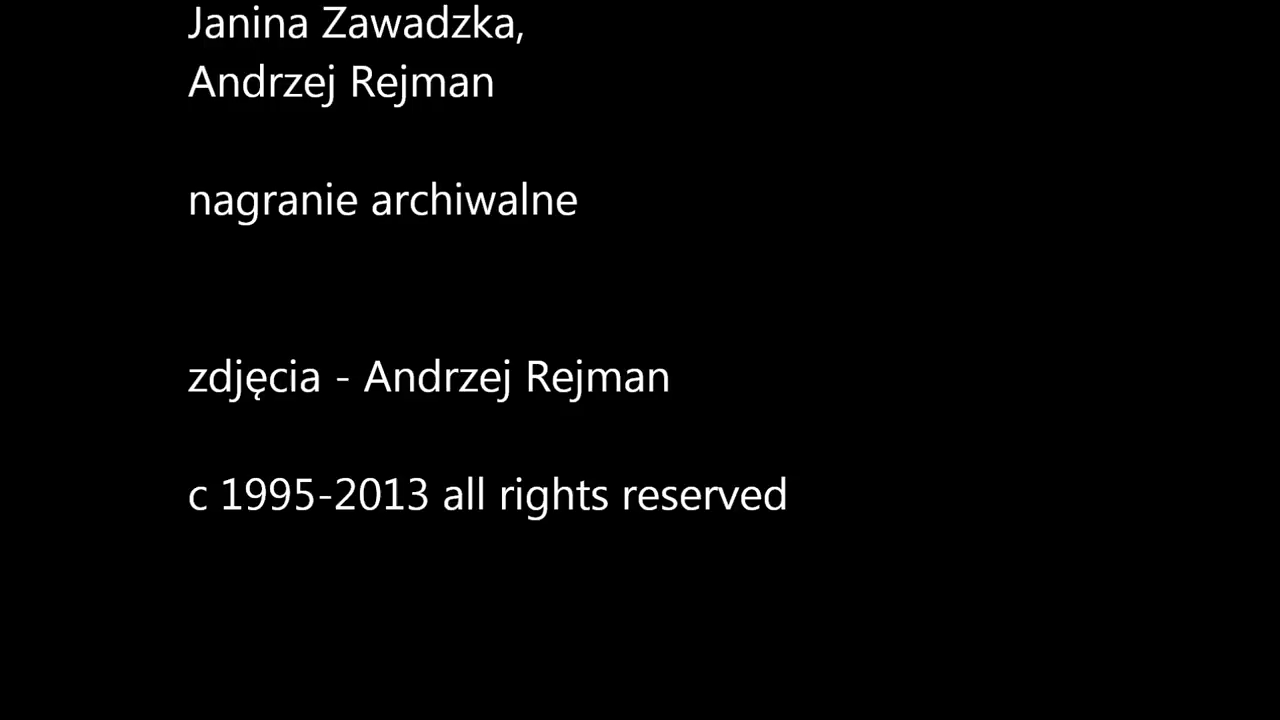 Janina Zawadzka,
Andrzej Rejman
nagranie archiwalne
zdjęcia - Andrzej Rejman
c 1995-2013 all rights reserved